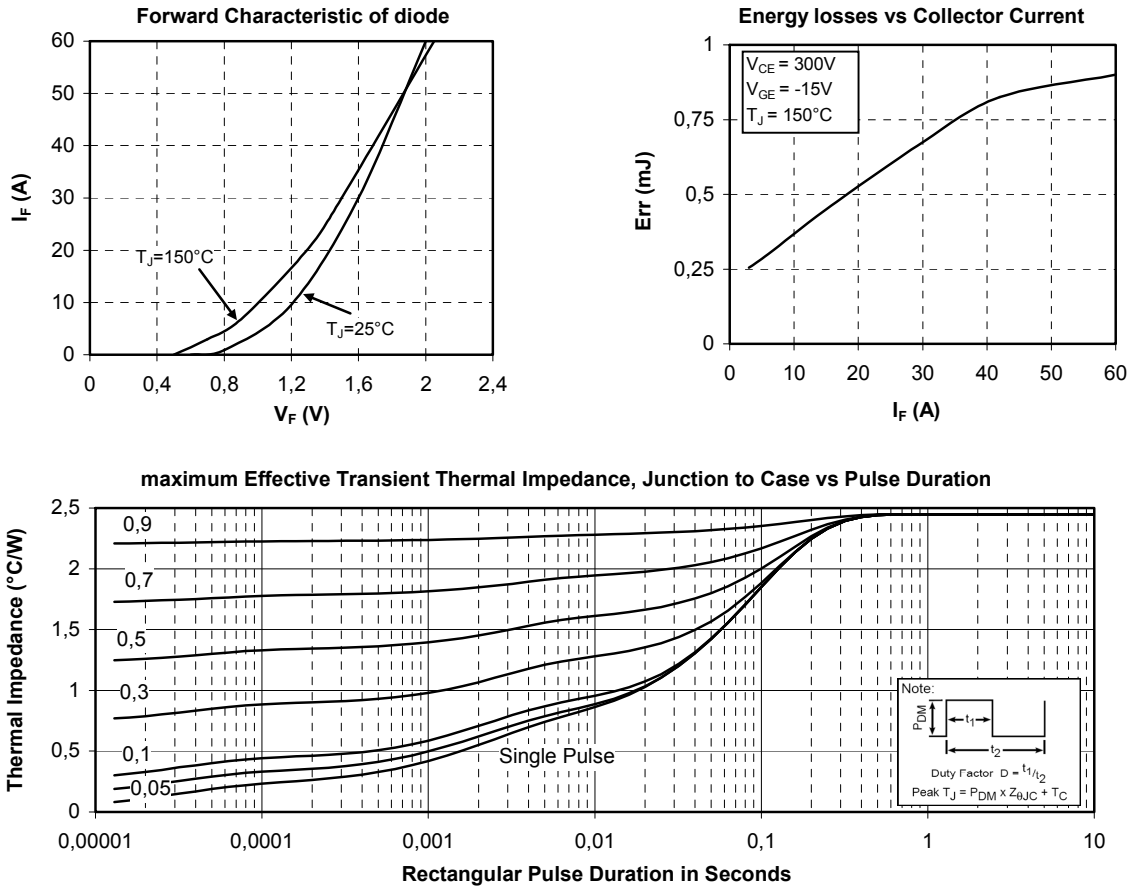 Forward Characteristic of diode
60
50
40
30
20
10
0
0 0,4 0,8 1,2 1,6 2 2,4
I_F (A)
V_F (V)
T_J=150°C
T_J=25°C
Energy losses vs Collector Current
V_CE = 300V
V_GE = -15V
T_J = 150°C
1
0,75
0,5
0,25
0
0 10 20 30 40 50 60
Err (mJ)
I_F (A)
maximum Effective Transient Thermal Impedance, Junction to Case vs Pulse Duration
2,5
2
1,5
1
0,5
0
0,00001 0,0001 0,001 0,01 0,1 1 10
Thermal Impedance (°C/W)
Rectangular Pulse Duration in Seconds
0,9
0,7
0,5
0,3
0,1
0,05
Single Pulse
Note:
P_DM
t_1
t_2
Duty Factor D = t_1/t_2
Peak T_J = P_DM x Z_θJC + T_C